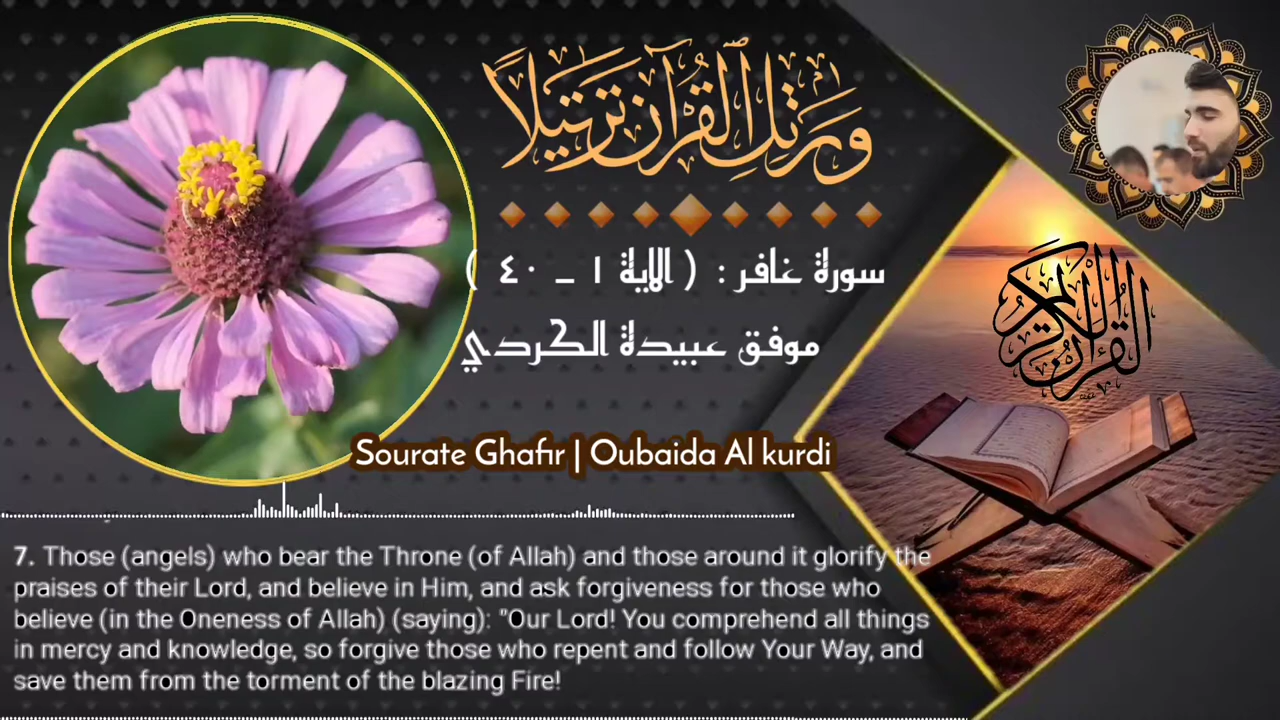 ورتل القرآن ترتيلاً
سورة غافر : ( الاية ١ - ٤٠ )
موفق عبيدة الكردي
القرآن الكريم
Sourate Ghafir | Oubaida Al kurdi
7. Those (angels) who bear the Throne (of Allah) and those around it glorify the
praises of their Lord, and believe in Him, and ask forgiveness for those who
believe (in the Oneness of Allah) (saying): "Our Lord! You comprehend all things
in mercy and knowledge, so forgive those who repent and follow Your Way, and
save them from the torment of the blazing Fire!